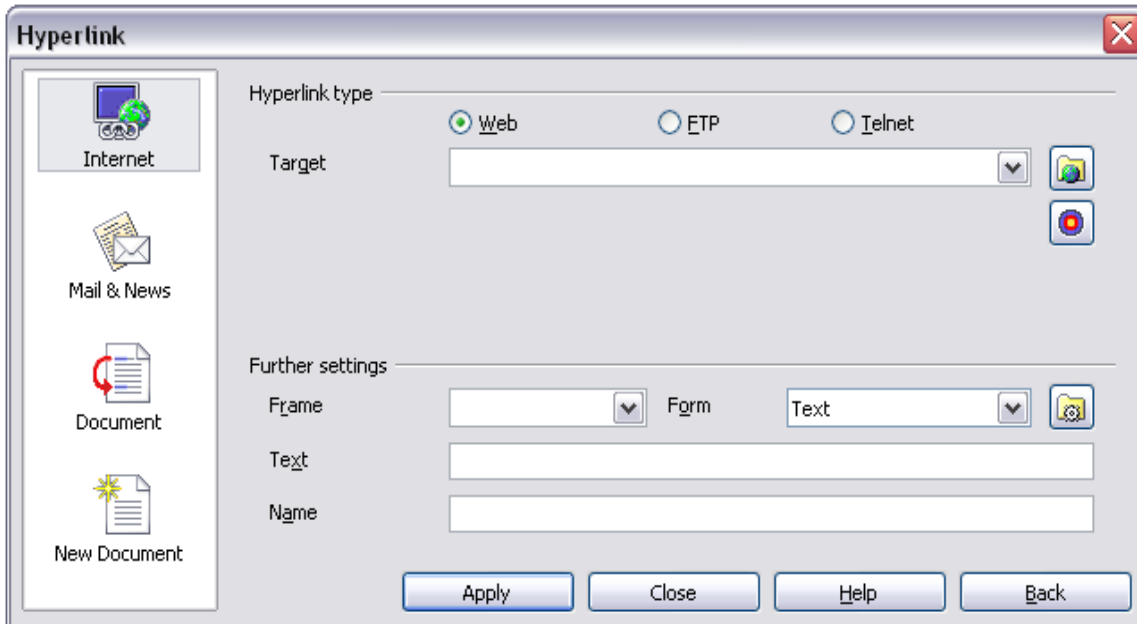 Hyperlink
Internet
Mail & News
Document
New Document
Hyperlink type
Web FTP Telnet
Target
Further settings
Frame Form Text
Text
Name
Apply Close Help Back